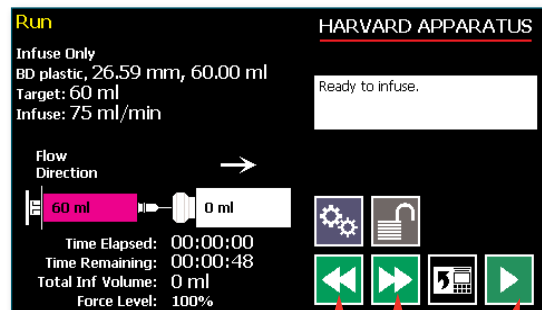 Run
HARVARD APPARATUS
Infuse Only
BD plastic, 26.59 mm, 60.00 ml
Target: 60 ml
Infuse: 75 ml/min
Ready to infuse.
Flow
Direction
60 ml
0 ml
Time Elapsed: 00:00:00
Time Remaining: 00:00:48
Total Inf Volume: 0 ml
Force Level: 100%